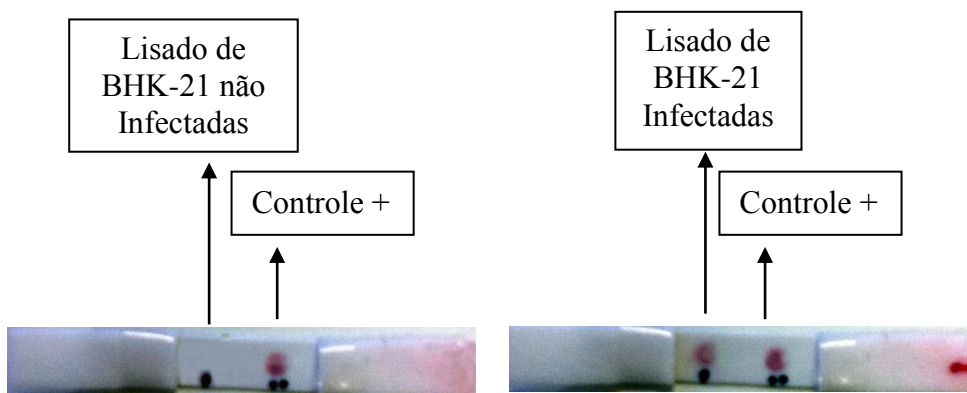 Lisado de
BHK-21 não
Infectadas
Controle +
Lisado de
BHK-21
Infectadas
Controle +